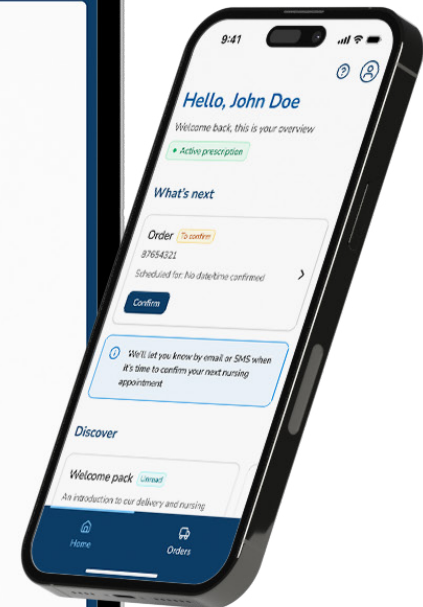 9:41
Hello, John Doe
Welcome back, this is your overview
Active prescription
What's next
Order To confirm
87654321
Scheduled for: No date/time confirmed
Confirm
We'll let you know by email or SMS when
it's time to confirm your next nursing
appointment
Discover
Welcome pack Unread
An introduction to our delivery and nursing
Home
Orders